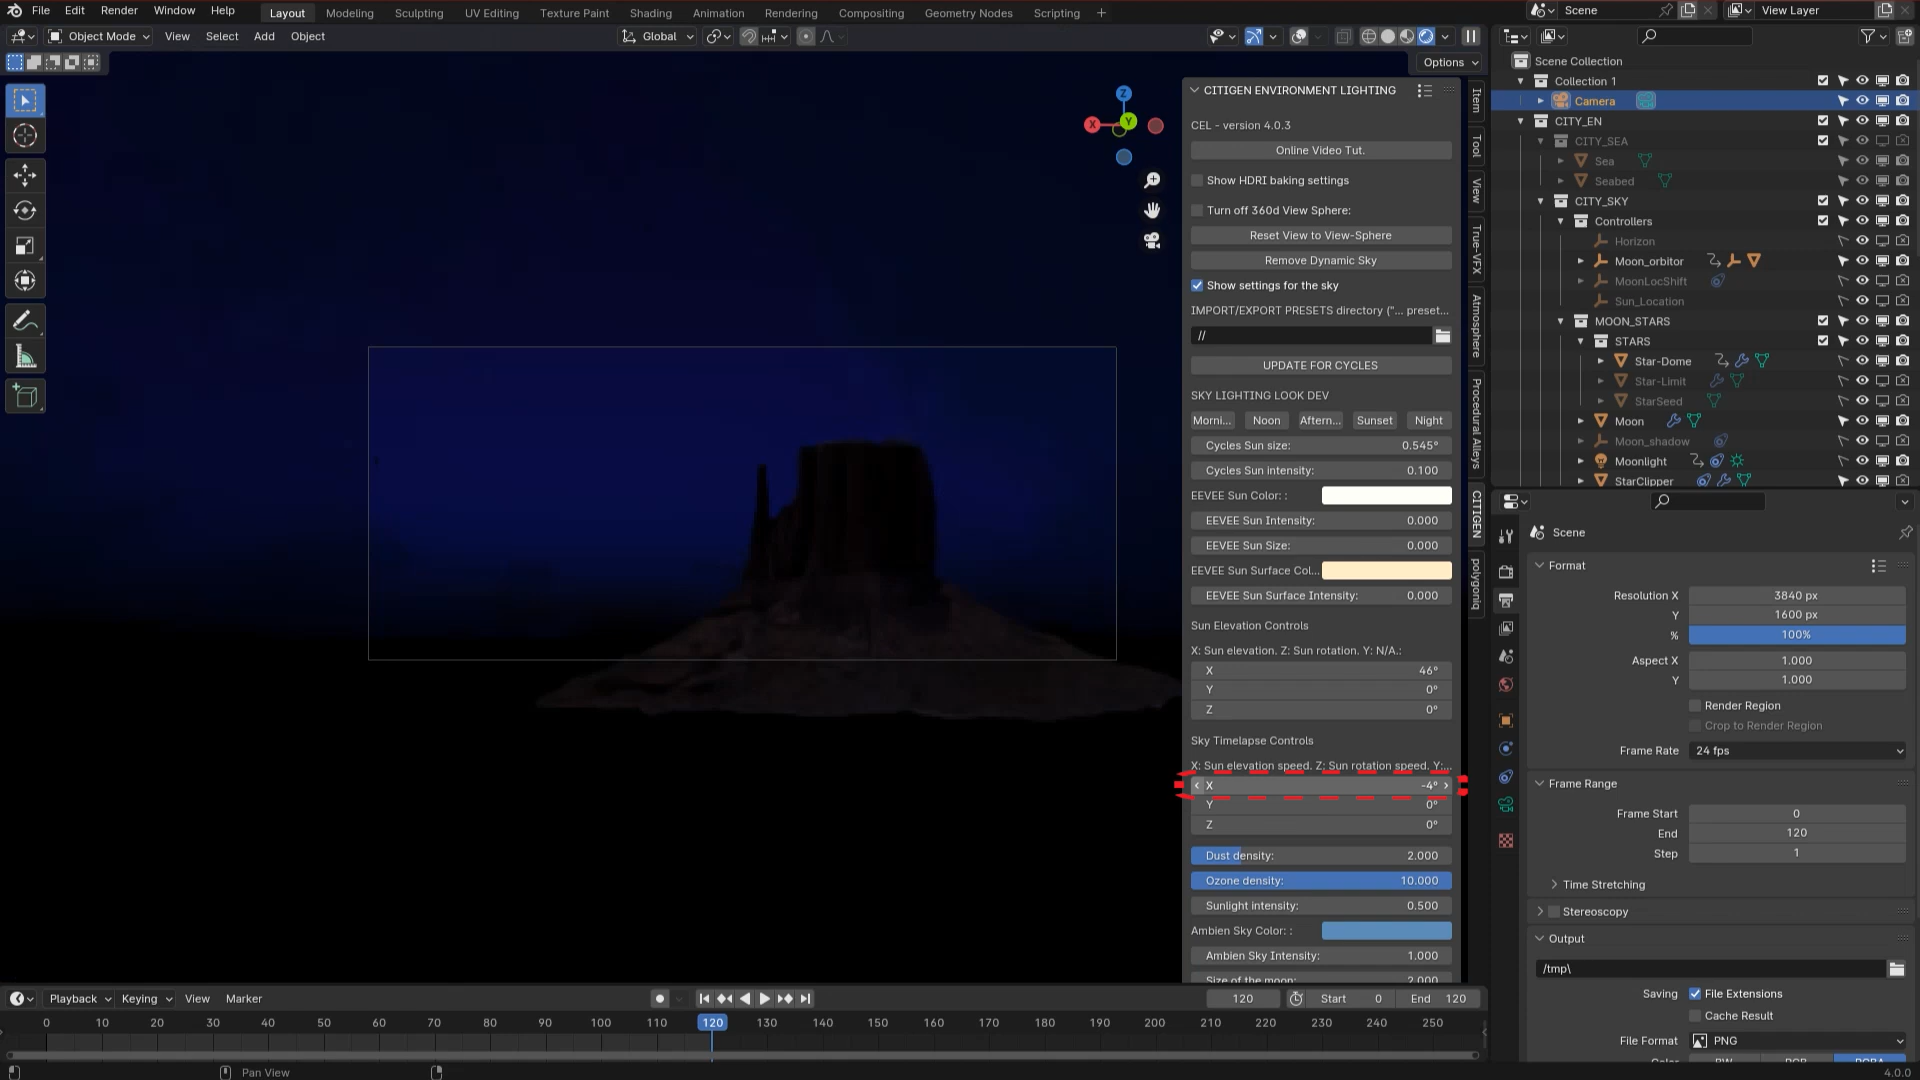 File Edit Render Window Help Layout Modeling Sculpting UV Editing Texture Paint Shading Animation Rendering Compositing Geometry Nodes Scripting + Scene View Layer
Object Mode View Select Add Object Global
Options
X Y Z
CITIGEN ENVIRONMENT LIGHTING
CEL - version 4.0.3
Online Video Tut.
Show HDRI baking settings
Turn off 360d View Sphere:
Reset View to View-Sphere
Remove Dynamic Sky
Show settings for the sky
IMPORT/EXPORT PRESETS directory ("... preset...
//
UPDATE FOR CYCLES
SKY LIGHTING LOOK DEV
Morni... Noon Aftern... Sunset Night
Cycles Sun size: 0.545°
Cycles Sun intensity: 0.100
EEVEE Sun Color: :
EEVEE Sun Intensity: 0.000
EEVEE Sun Size: 0.000
EEVEE Sun Surface Col...
EEVEE Sun Surface Intensity: 0.000
Sun Elevation Controls
X: Sun elevation. Z: Sun rotation. Y: N/A.:
X 46°
Y 0°
Z 0°
Sky Timelapse Controls
X: Sun elevation speed. Z: Sun rotation speed. Y:...
X -4°
Y 0°
Z 0°
Dust density: 2.000
Ozone density: 10.000
Sunlight intensity: 0.500
Ambien Sky Color: :
Ambien Sky Intensity: 1.000
Size of the moon: 2.000
Item
Tool
View
True-VFX
Atmosphere
Procedural Alleys
CITIGEN
polygoniq
Scene Collection
Collection 1
Camera
CITY_EN
CITY_SEA
Sea
Seabed
CITY_SKY
Controllers
Horizon
Moon_orbitor
MoonLocShift
Sun_Location
MOON_STARS
STARS
Star-Dome
Star-Limit
StarSeed
Moon
Moon_shadow
Moonlight
StarClipper
Scene
Format
Resolution X 3840 px
Y 1600 px
% 100%
Aspect X 1.000
Y 1.000
Render Region
Crop to Render Region
Frame Rate 24 fps
Frame Range
Frame Start 0
End 120
Step 1
Time Stretching
Stereoscopy
Output
/tmp\
Saving File Extensions
Cache Result
File Format PNG
Color BW RGB RGBA
Playback Keying View Marker 120 Start 0 End 120
0 10 20 30 40 50 60 70 80 90 100 110 120 130 140 150 160 170 180 190 200 210 220 230 240 250
Pan View 4.0.0